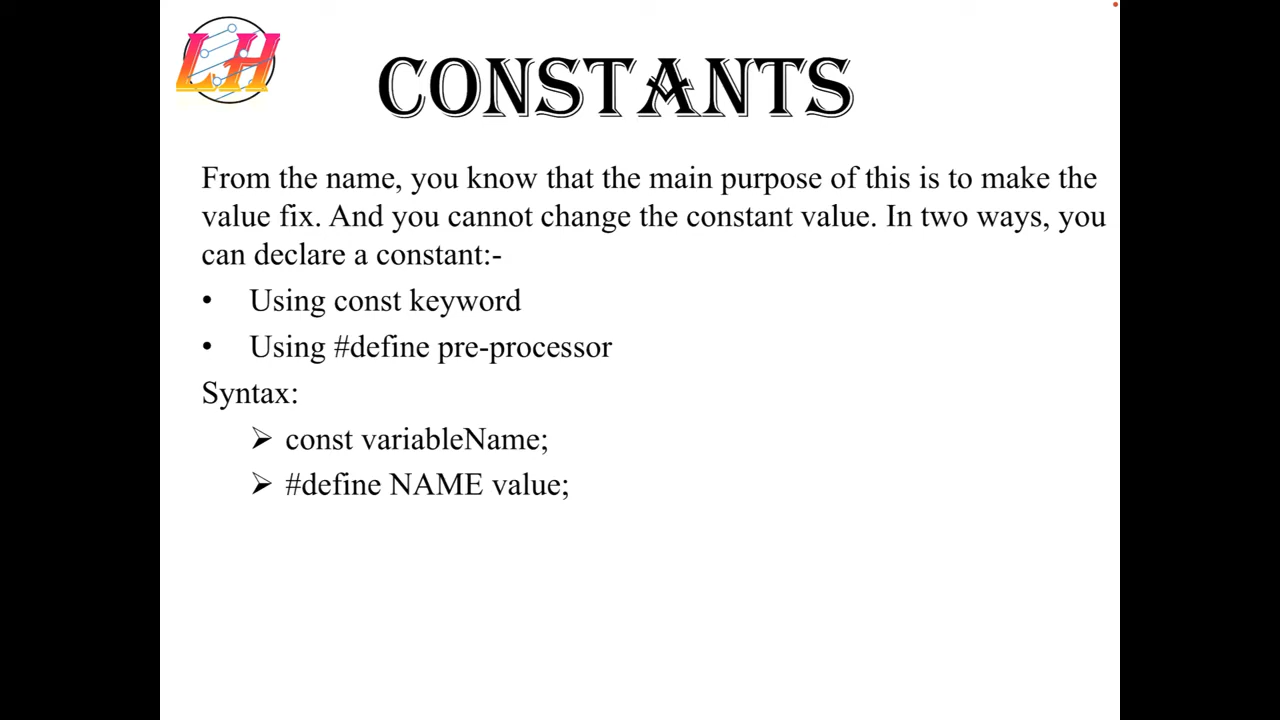 LH
CONSTANTS
From the name, you know that the main purpose of this is to make the
value fix. And you cannot change the constant value. In two ways, you
can declare a constant:-
• Using const keyword
• Using #define pre-processor
Syntax:
➢ const variableName;
➢ #define NAME value;